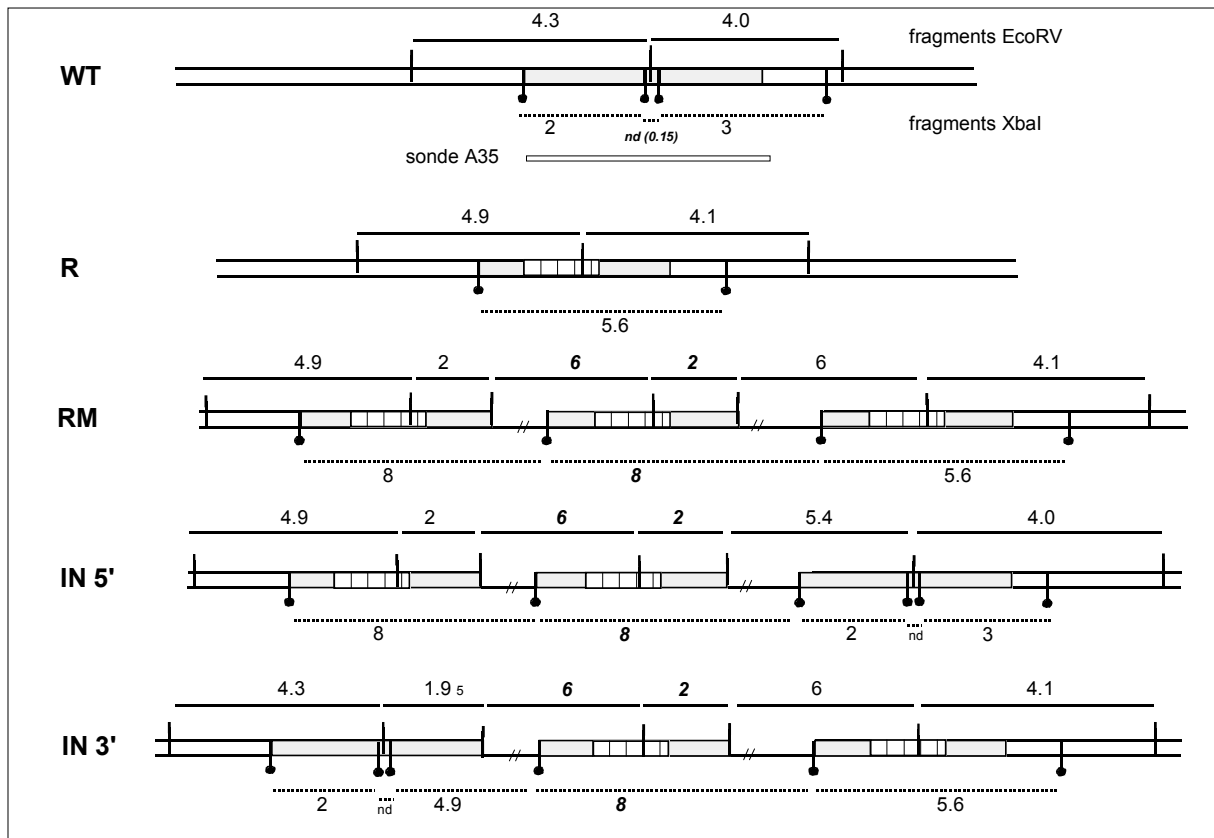 4.3 4.0 fragments EcoRV
WT
2 nd (0.15) 3 fragments XbaI
sonde A35
4.9 4.1
R
5.6
4.9 2 6 2 6 4.1
RM
8 8 5.6
4.9 2 6 2 5.4 4.0
IN 5'
8 8 2 nd 3
4.3 1.9 5 6 2 6 4.1
IN 3'
2 nd 4.9 8 5.6